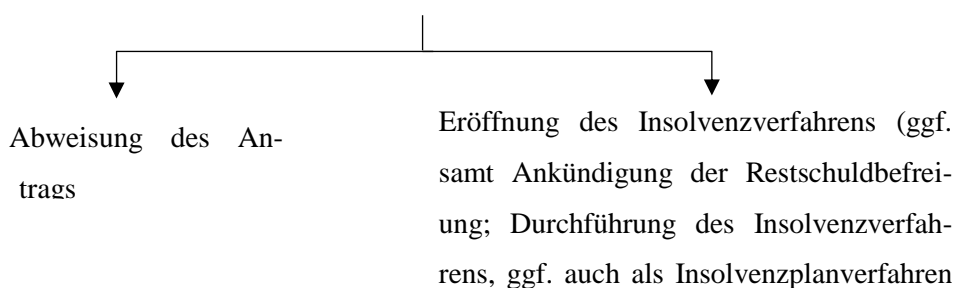 Abweisung des An-
trags
Eröffnung des Insolvenzverfahrens (ggf.
samt Ankündigung der Restschuldbefrei-
ung; Durchführung des Insolvenzverfah-
rens, ggf. auch als Insolvenzplanverfahren